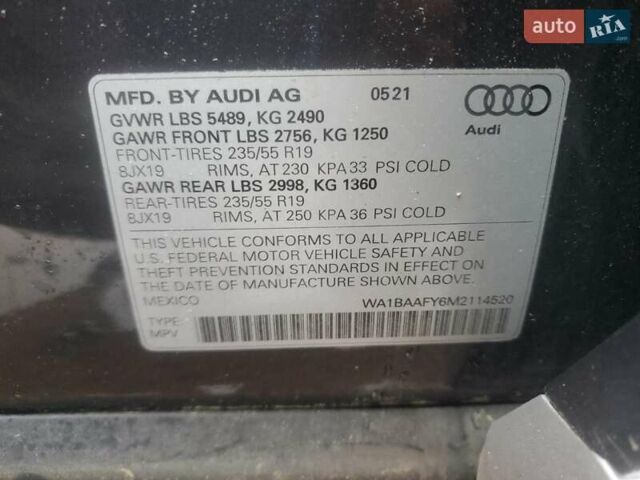 auto RIA.com
MFD. BY AUDI AG 05 21
GVWR LBS 5489, KG 2490
GAWR FRONT LBS 2756, KG 1250
FRONT-TIRES 235/55 R19
8JX19 RIMS, AT 230 KPA 33 PSI COLD
GAWR REAR LBS 2998, KG 1360
REAR-TIRES 235/55 R19
8JX19 RIMS, AT 250 KPA 36 PSI COLD
Audi
THIS VEHICLE CONFORMS TO ALL APPLICABLE
U.S. FEDERAL MOTOR VEHICLE SAFETY AND
THEFT PREVENTION STANDARDS IN EFFECT ON
THE DATE OF MANUFACTURE SHOWN ABOVE.
MEXICO WA1BAAFY6M2114520
TYPE:
MPV